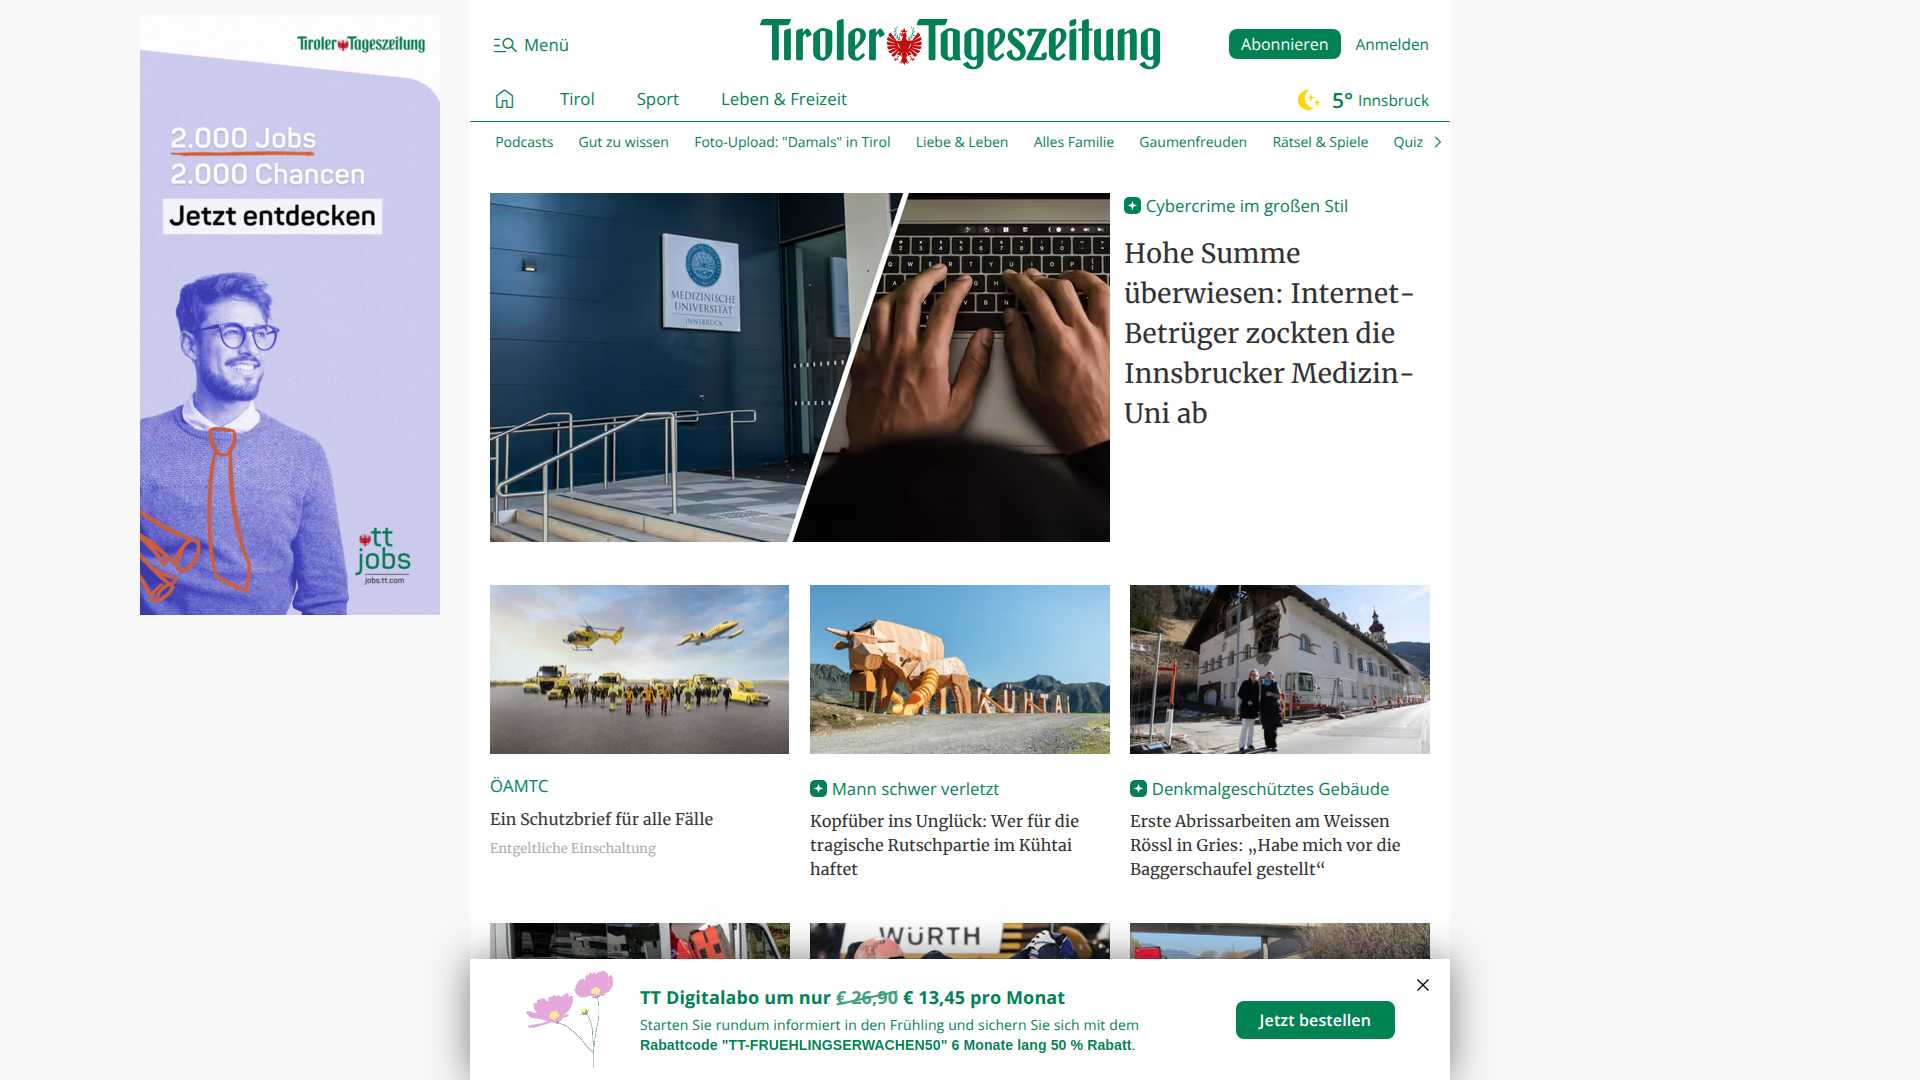 Tiroler Tageszeitung
2.000 Jobs
2.000 Chancen
Jetzt entdecken
tt
jobs
jobs.tt.com
Menü
Tiroler Tageszeitung
Abonnieren
Anmelden
Tirol
Sport
Leben & Freizeit
5° Innsbruck
Podcasts
Gut zu wissen
Foto-Upload: "Damals" in Tirol
Liebe & Leben
Alles Familie
Gaumenfreuden
Rätsel & Spiele
Quiz
MEDIZINISCHE
UNIVERSITÄT
INNSBRUCK
Cybercrime im großen Stil
Hohe Summe
überwiesen: Internet-
Betrüger zockten die
Innsbrucker Medizin-
Uni ab
KÜHTAI
ÖAMTC
Ein Schutzbrief für alle Fälle
Entgeltliche Einschaltung
Mann schwer verletzt
Kopfüber ins Unglück: Wer für die
tragische Rutschpartie im Kühtai
haftet
Denkmalgeschütztes Gebäude
Erste Abrissarbeiten am Weissen
Rössl in Gries: „Habe mich vor die
Baggerschaufel gestellt“
WÜRTH
TT Digitalabo um nur € 26,90 € 13,45 pro Monat
Starten Sie rundum informiert in den Frühling und sichern Sie sich mit dem
Rabattcode "TT-FRUEHLINGSERWACHEN50" 6 Monate lang 50 % Rabatt.
Jetzt bestellen